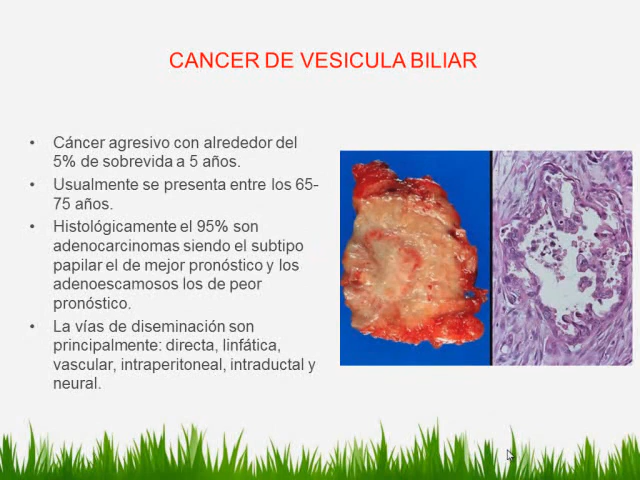 CANCER DE VESICULA BILIAR
• Cáncer agresivo con alrededor del
5% de sobrevida a 5 años.
• Usualmente se presenta entre los 65-
75 años.
• Histológicamente el 95% son
adenocarcinomas siendo el subtipo
papilar el de mejor pronóstico y los
adenoescamosos los de peor
pronóstico.
• La vías de diseminación son
principalmente: directa, linfática,
vascular, intraperitoneal, intraductal y
neural.